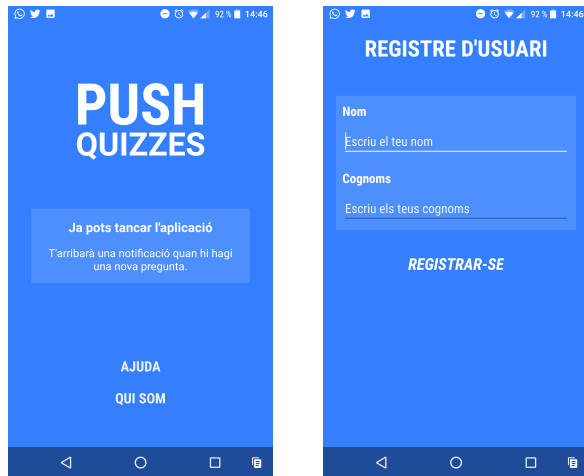 92 % 14:46
PUSH
QUIZZES
Ja pots tancar l'aplicació
T'arribarà una notificació quan hi hagi
una nova pregunta.
AJUDA
QUI SOM
92 % 14:46
REGISTRE D'USUARI
Nom
Escriu el teu nom
Cognoms
Escriu els teus cognoms
REGISTRAR-SE